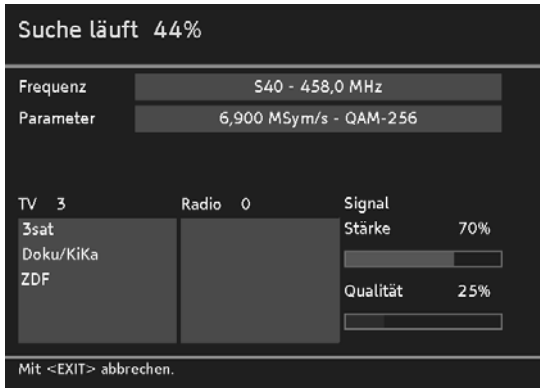 Suche läuft 44%
Frequenz S40 - 458,0 MHz
Parameter 6,900 MSym/s - QAM-256
TV 3 Radio 0 Signal
3sat Stärke 70%
Doku/KiKa
ZDF
Qualität 25%
Mit <EXIT> abbrechen.